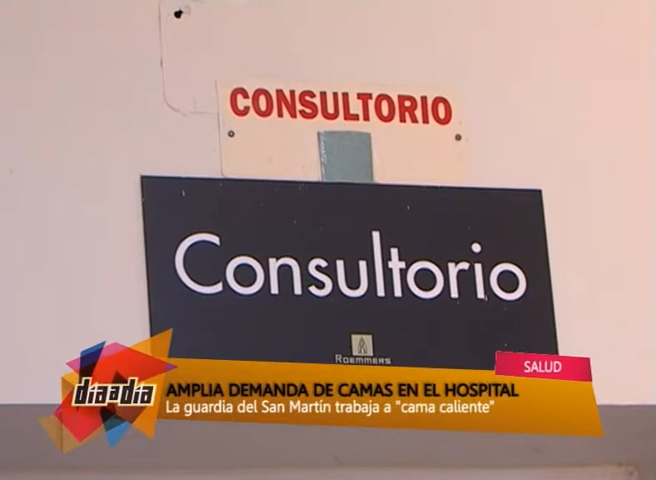 CONSULTORIO
Consultorio
ROEMMERS
SALUD
díaadía
AMPLIA DEMANDA DE CAMAS EN EL HOSPITAL
La guardia del San Martín trabaja a "cama caliente"